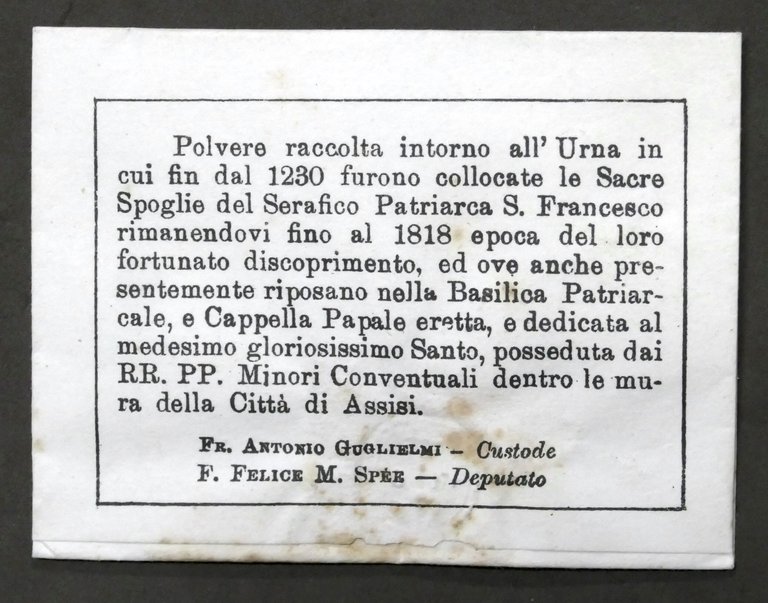 Polvere raccolta intorno all' Urna in
cui fin dal 1230 furono collocate le Sacre
Spoglie del Serafico Patriarca S. Francesco
rimanendovi fino al 1818 epoca del loro
fortunato discoprimento, ed ove anche pre-
sentemente riposano nella Basilica Patriar-
cale, e Cappella Papale eretta, e dedicata al
medesimo gloriosissimo Santo, posseduta dai
RR. PP. Minori Conventuali dentro le mu-
ra della Città di Assisi.
FR. ANTONIO GUGLIELMI – Custode
F. FELICE M. SPÉE — Deputato